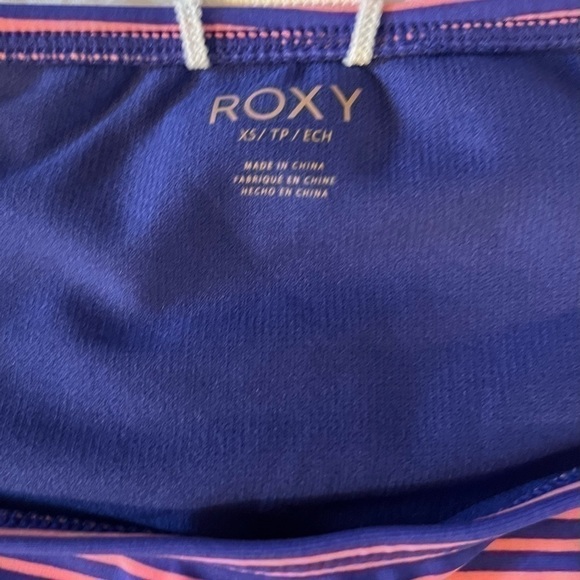 ROXY
XS / TP / ECH
MADE IN CHINA
FABRIQUÉ EN CHINE
HECHO EN CHINA